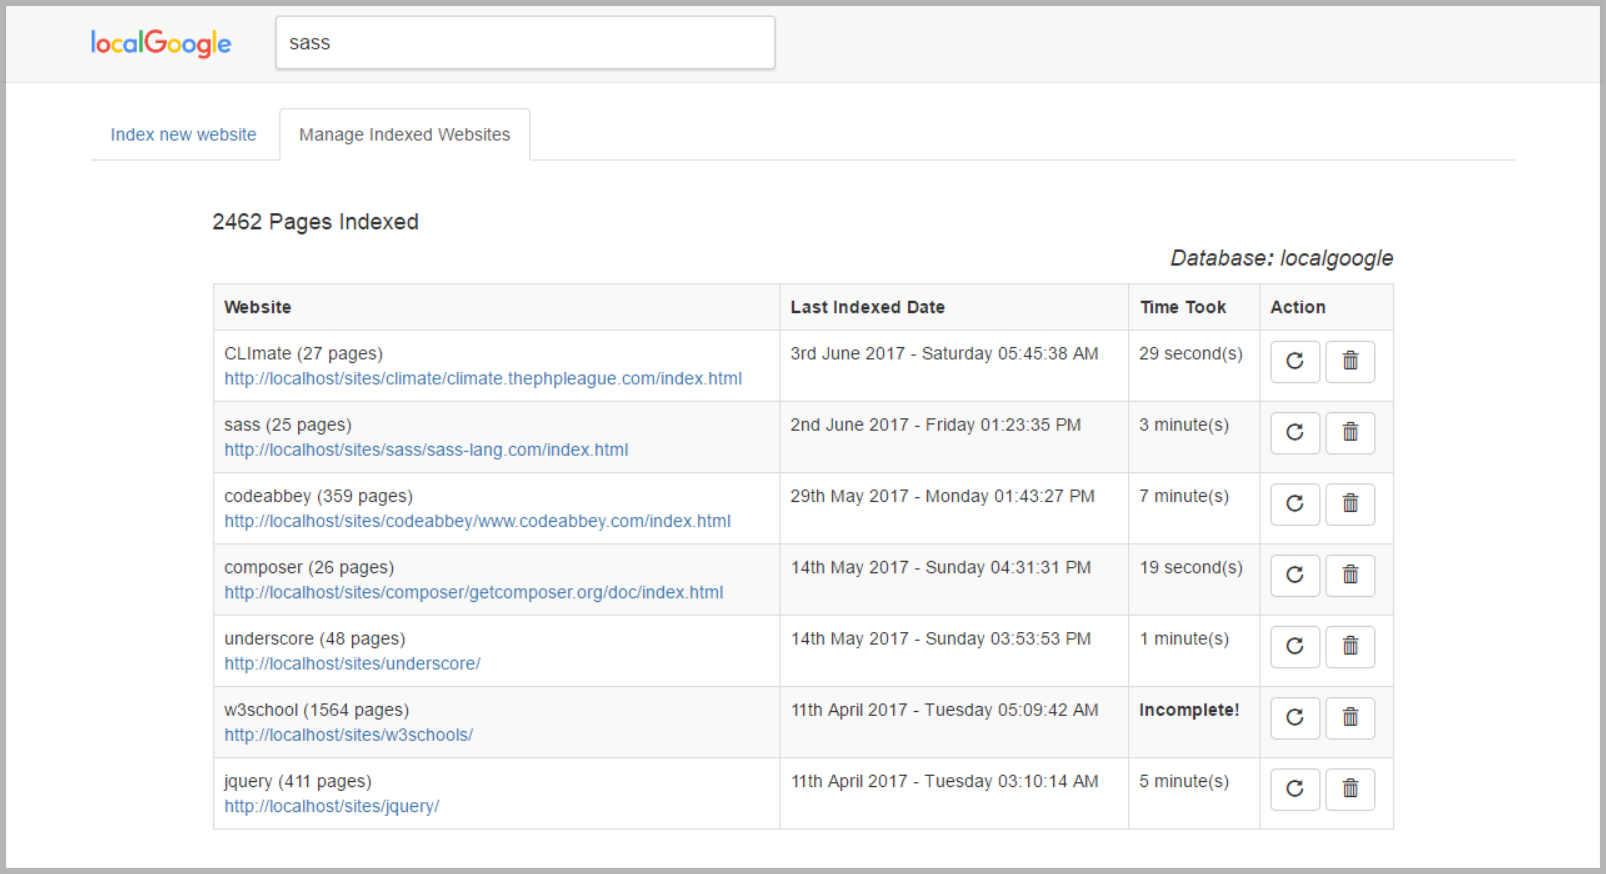 localGoogle
sass
Index new website
Manage Indexed Websites
2462 Pages Indexed
Database: localgoogle
Website Last Indexed Date Time Took Action
CLImate (27 pages) 3rd June 2017 - Saturday 05:45:38 AM 29 second(s)
http://localhost/sites/climate/climate.thephpleague.com/index.html
sass (25 pages) 2nd June 2017 - Friday 01:23:35 PM 3 minute(s)
http://localhost/sites/sass/sass-lang.com/index.html
codeabbey (359 pages) 29th May 2017 - Monday 01:43:27 PM 7 minute(s)
http://localhost/sites/codeabbey/www.codeabbey.com/index.html
composer (26 pages) 14th May 2017 - Sunday 04:31:31 PM 19 second(s)
http://localhost/sites/composer/getcomposer.org/doc/index.html
underscore (48 pages) 14th May 2017 - Sunday 03:53:53 PM 1 minute(s)
http://localhost/sites/underscore/
w3school (1564 pages) 11th April 2017 - Tuesday 05:09:42 AM Incomplete!
http://localhost/sites/w3schools/
jquery (411 pages) 11th April 2017 - Tuesday 03:10:14 AM 5 minute(s)
http://localhost/sites/jquery/